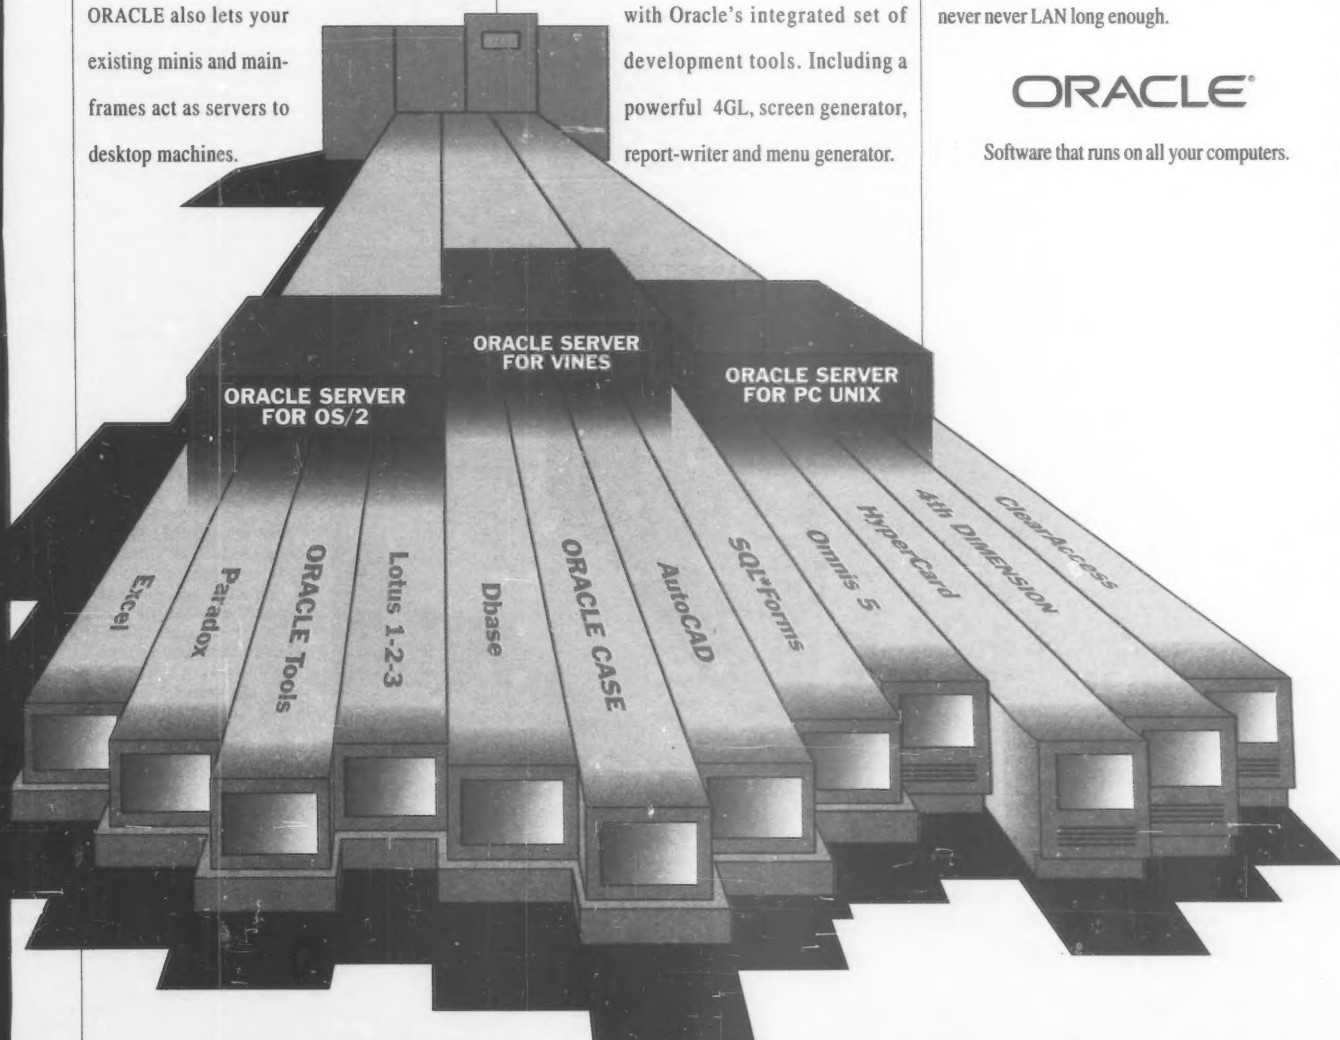 ORACLE also lets your
existing minis and main-
frames act as servers to
desktop machines.
with Oracle's integrated set of
development tools. Including a
powerful 4GL, screen generator,
report-writer and menu generator.
never never LAN long enough.
ORACLE®
Software that runs on all your computers.
ORACLE SERVER
FOR OS/2
ORACLE SERVER
FOR VINES
ORACLE SERVER
FOR PC UNIX
Excel
Paradox
ORACLE Tools
Lotus 1-2-3
Dbase
ORACLE CASE
AutoCAD
SQL*Forms
Omnis 5
HyperCard
4th DIMENSION
ClearAccess